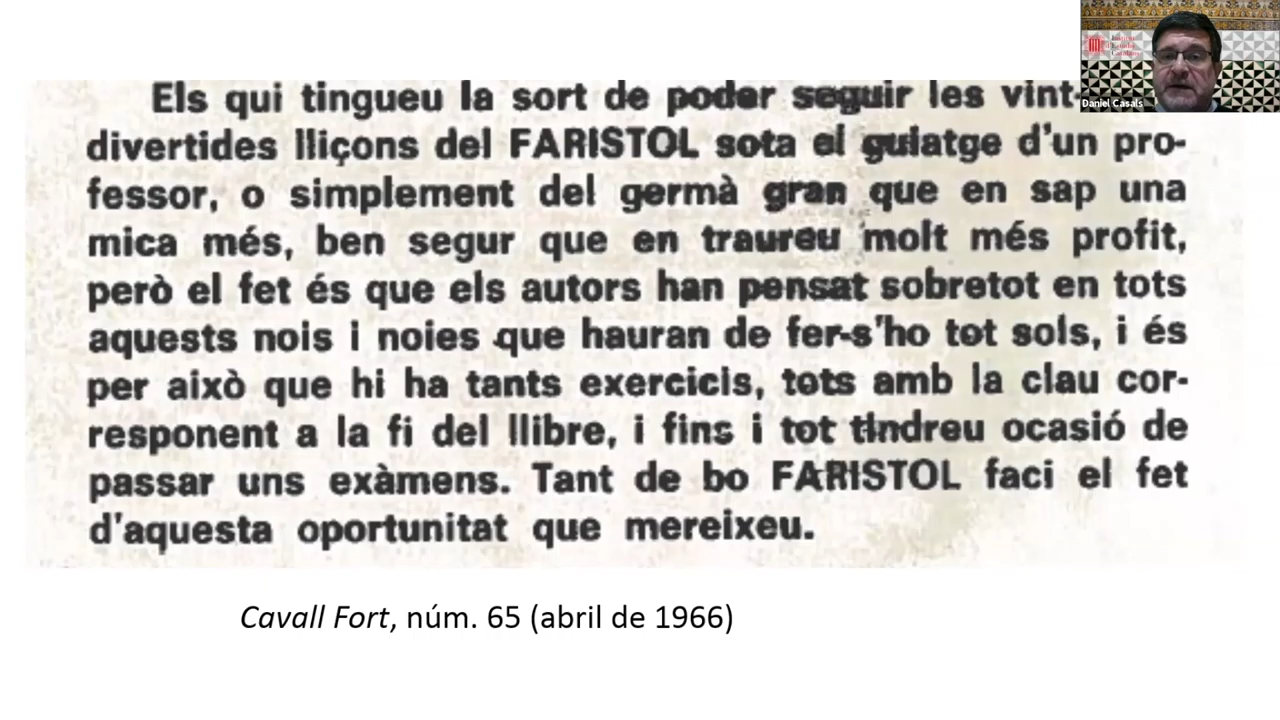 Els qui tingueu la sort de poder seguir les vint-
divertides lliçons del FARISTOL sota el guiatge d'un pro-
fessor, o simplement del germà gran que en sap una
mica més, ben segur que en traureu molt més profit,
però el fet és que els autors han pensat sobretot en tots
aquests nois i noies que hauran de fer-s'ho tot sols, i és
per això que hi ha tants exercicis, tots amb la clau cor-
responent a la fi del llibre, i fins i tot tindreu ocasió de
passar uns exàmens. Tant de bo FARISTOL faci el fet
d'aquesta oportunitat que mereixeu.
Cavall Fort, núm. 65 (abril de 1966)
Institut
d'Estudis
Catalans
Daniel Casals